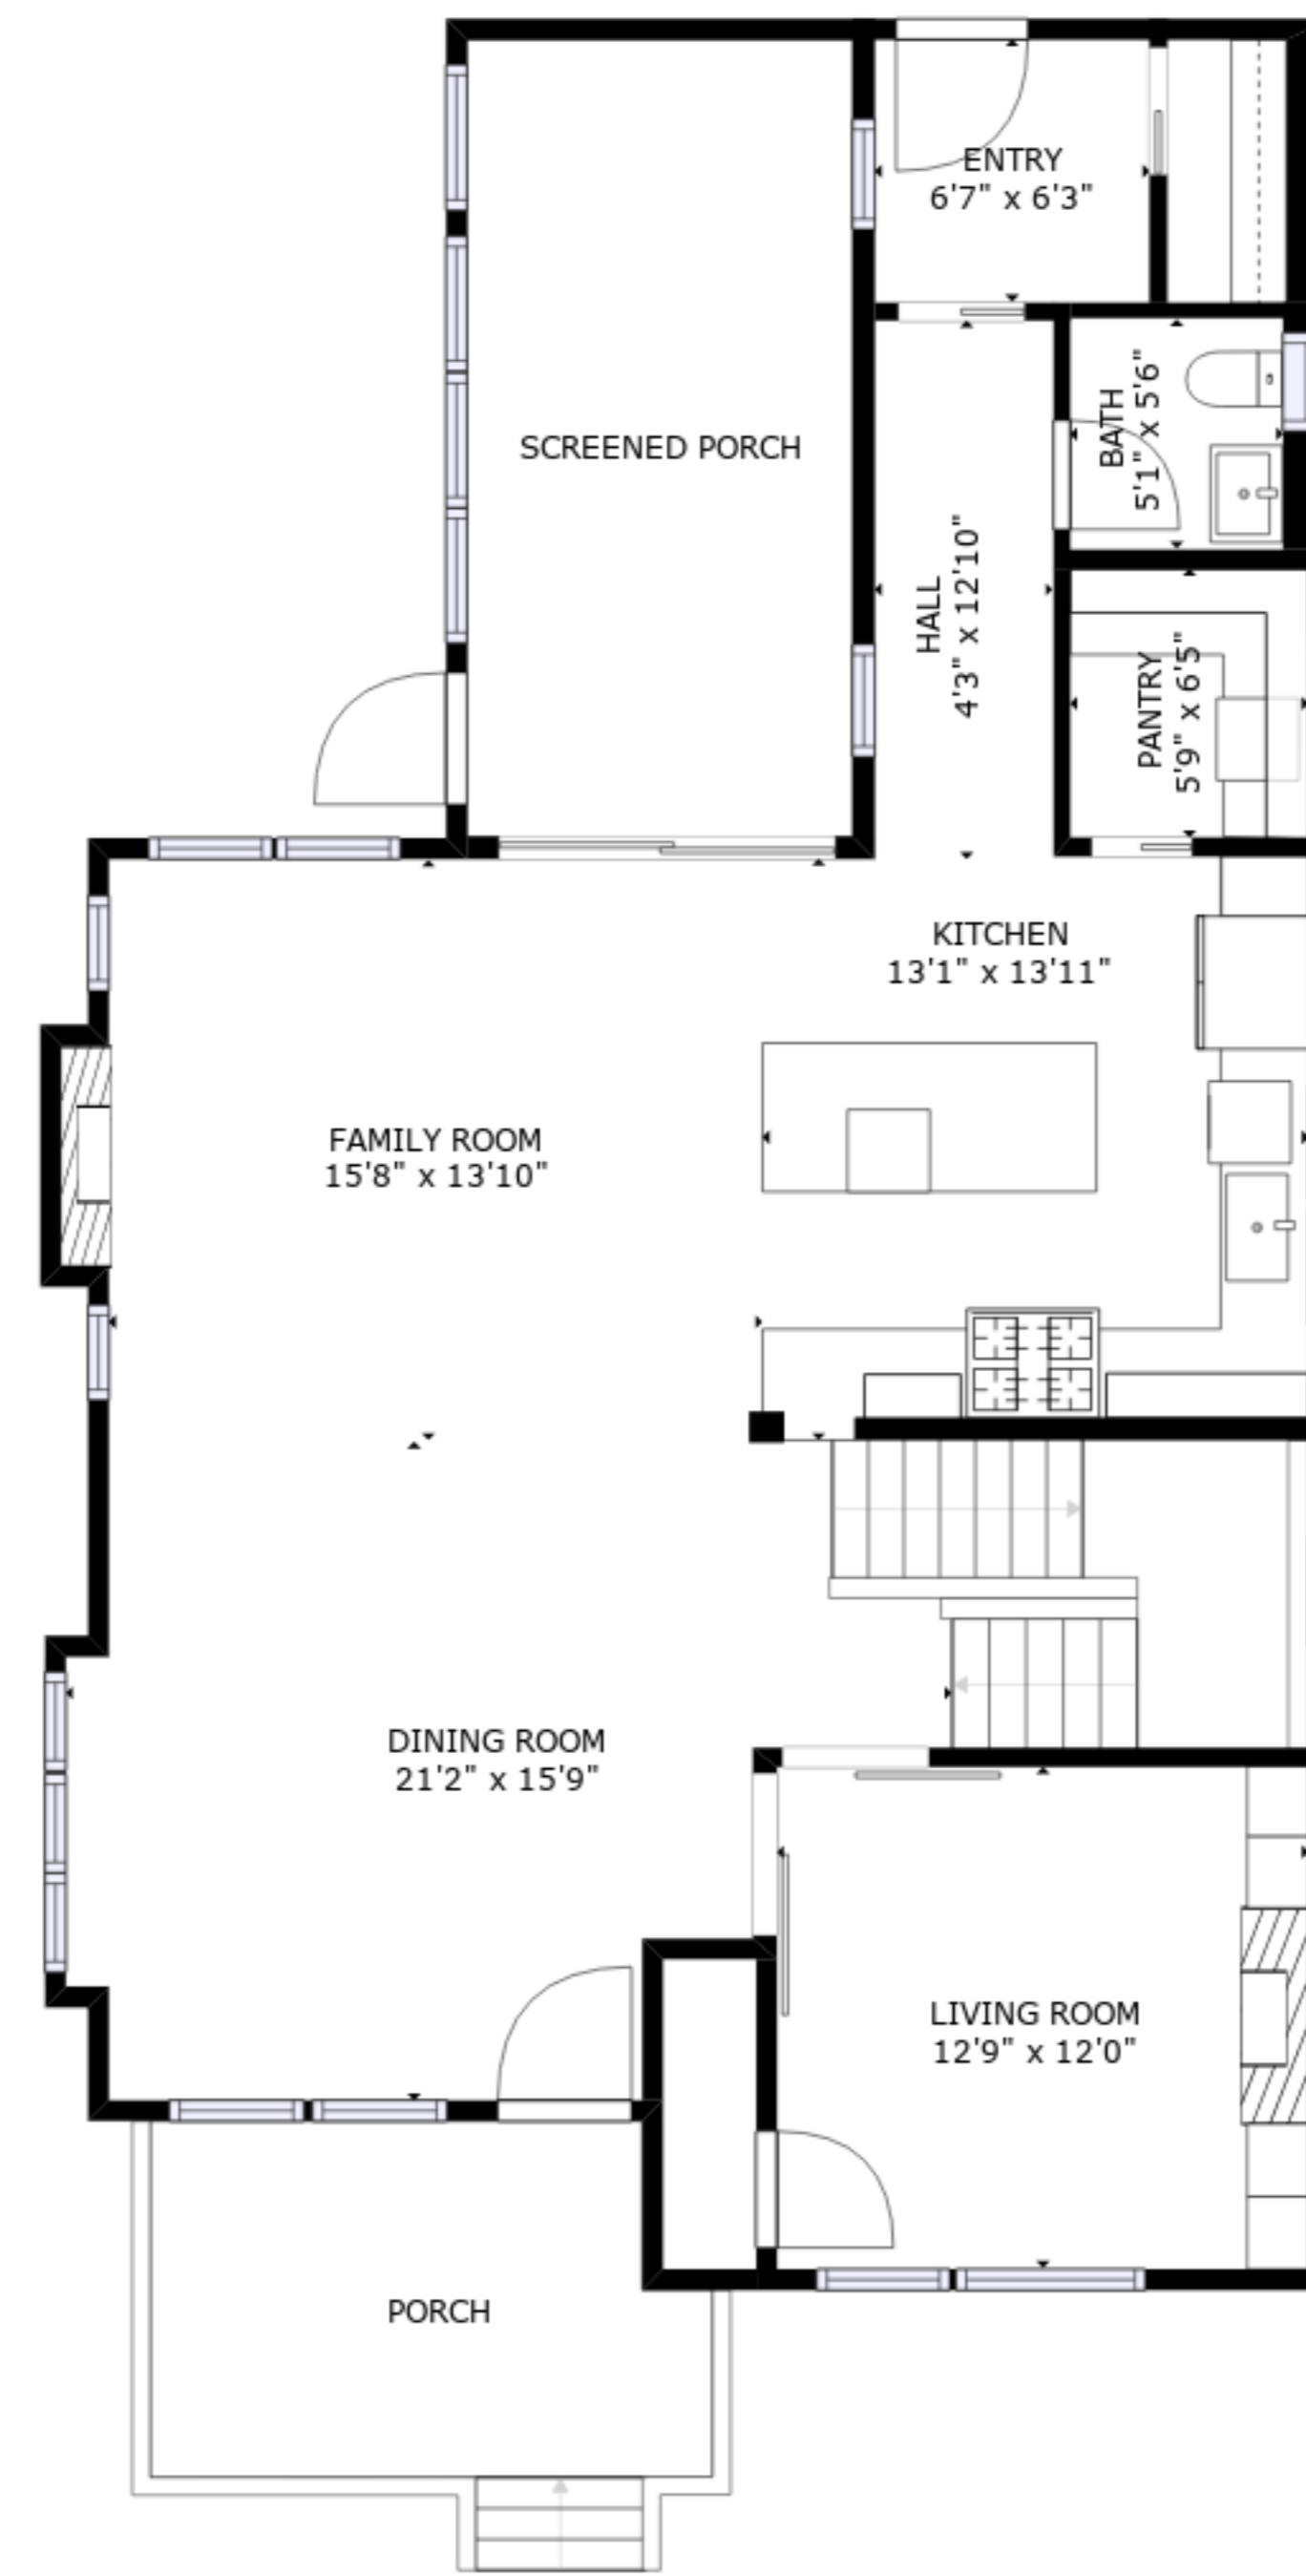 ENTRY
6'7" x 6'3"
SCREENED PORCH
BATH
5'1" x 5'6"
HALL
4'3" x 12'10"
PANTRY
5'9" x 6'5"
KITCHEN
13'1" x 13'11"
FAMILY ROOM
15'8" x 13'10"
DINING ROOM
21'2" x 15'9"
LIVING ROOM
12'9" x 12'0"
PORCH